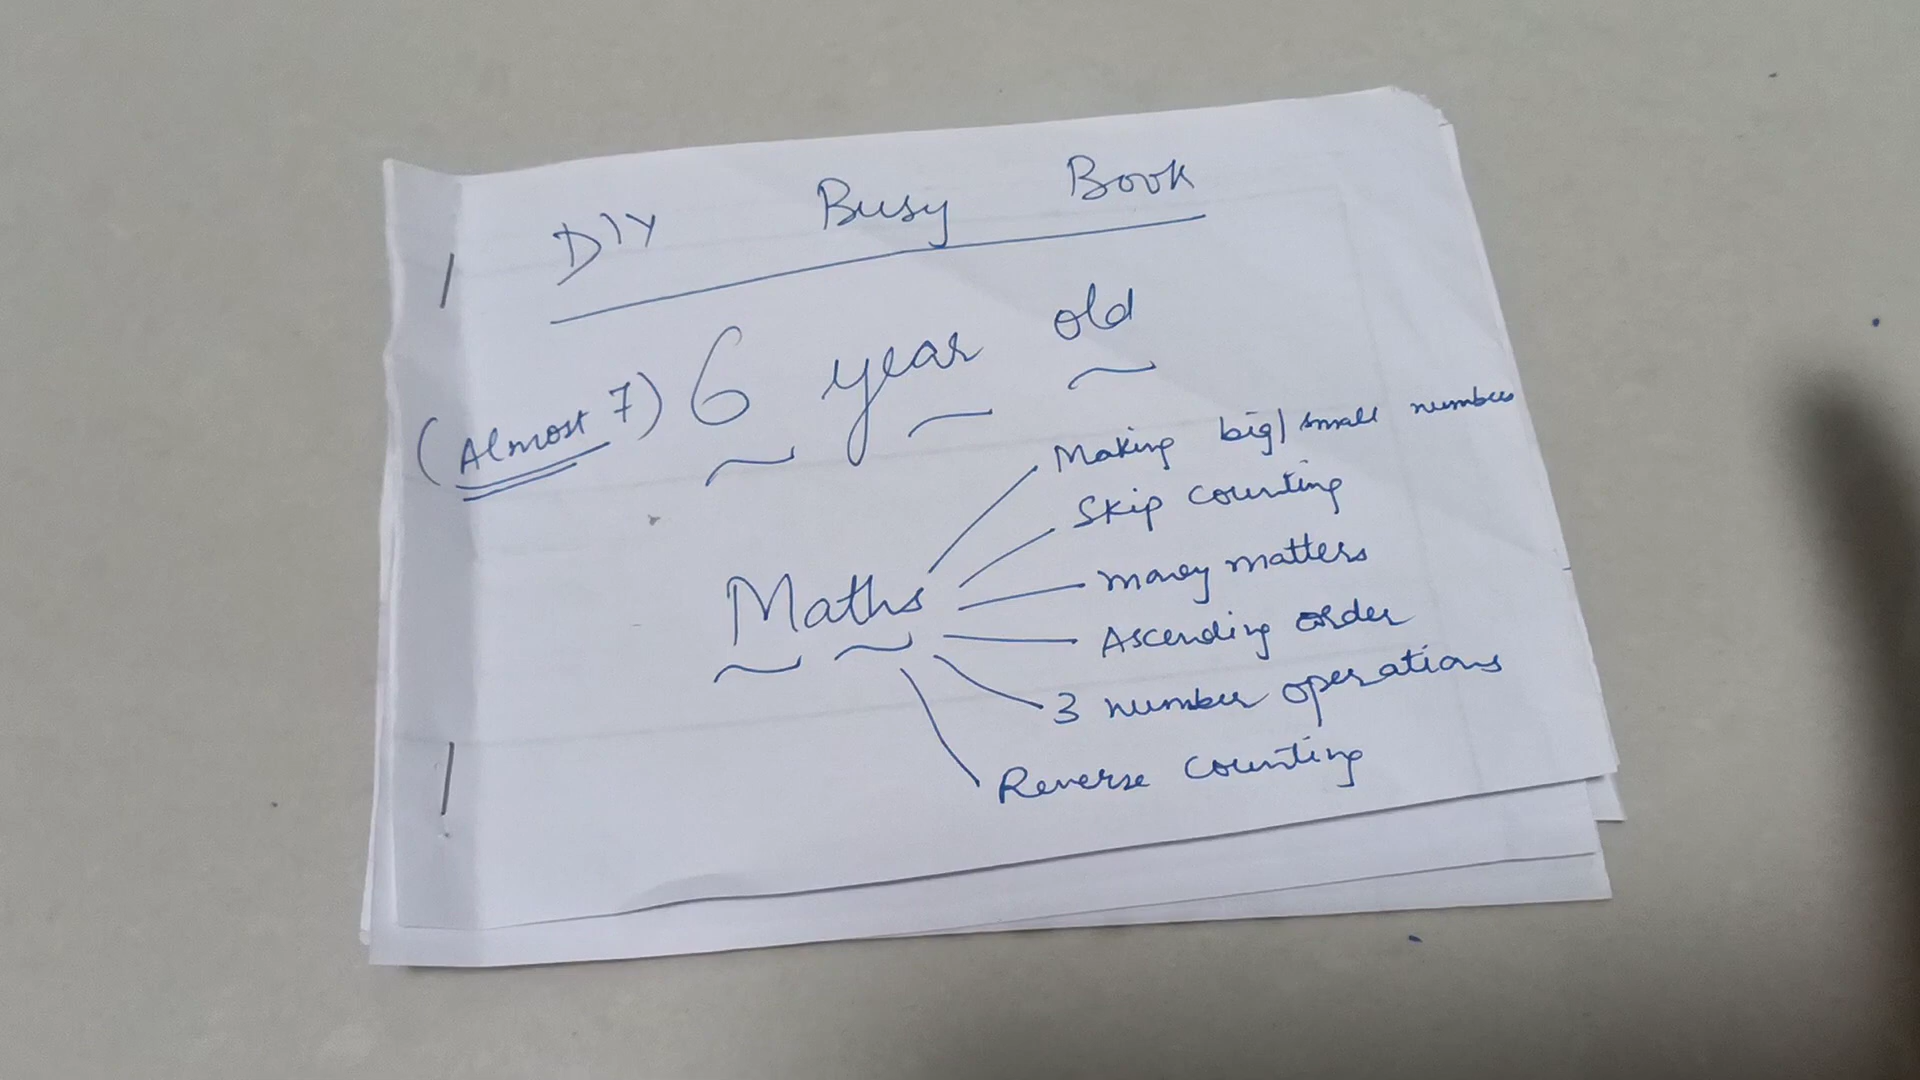 DIY Busy Book
(Almost 7) 6 year old
Making big/small numbers
Skip counting
money matters
Maths
Ascending order
3 number operations
Reverse counting